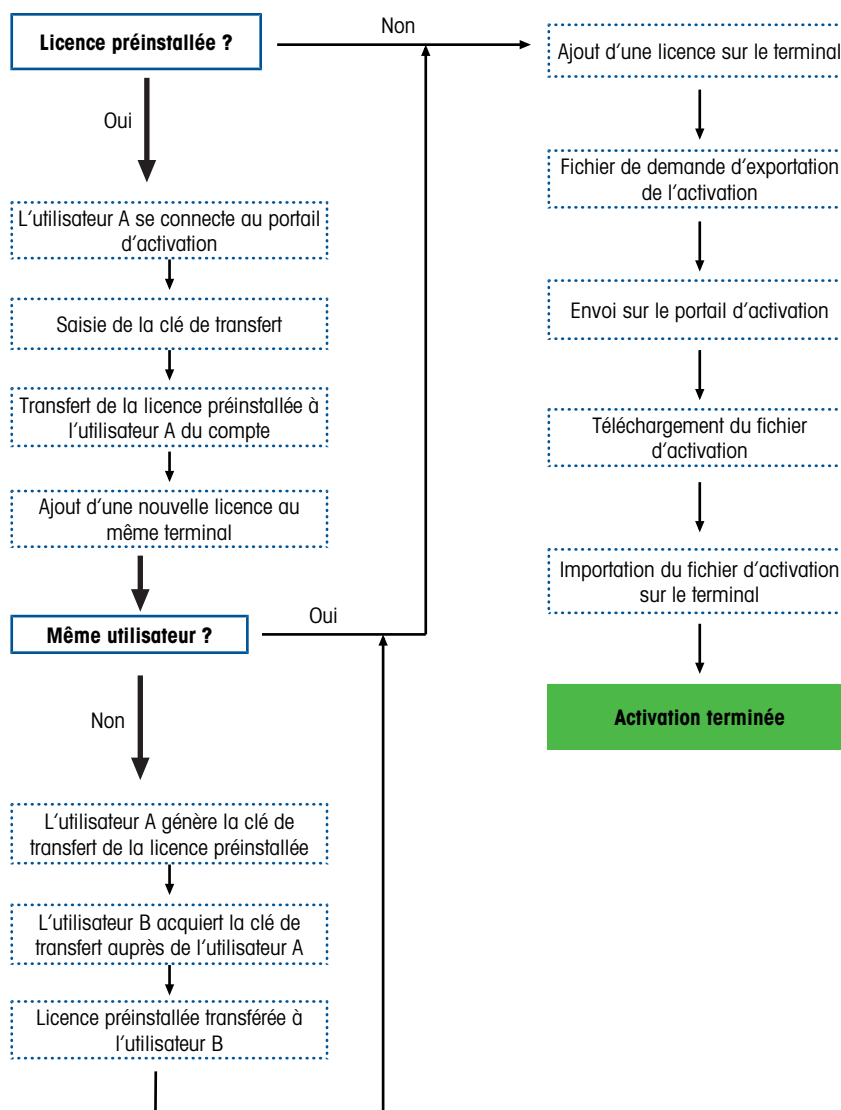 Licence préinstallée ?
Non
Oui
L'utilisateur A se connecte au portail
d'activation
Saisie de la clé de transfert
Transfert de la licence préinstallée à
l'utilisateur A du compte
Ajout d'une nouvelle licence au
même terminal
Même utilisateur ?
Oui
Non
L'utilisateur A génère la clé de
transfert de la licence préinstallée
L'utilisateur B acquiert la clé de
transfert auprès de l'utilisateur A
Licence préinstallée transférée à
l'utilisateur B
Ajout d'une licence sur le terminal
Fichier de demande d'exportation
de l'activation
Envoi sur le portail d'activation
Téléchargement du fichier
d'activation
Importation du fichier d'activation
sur le terminal
Activation terminée